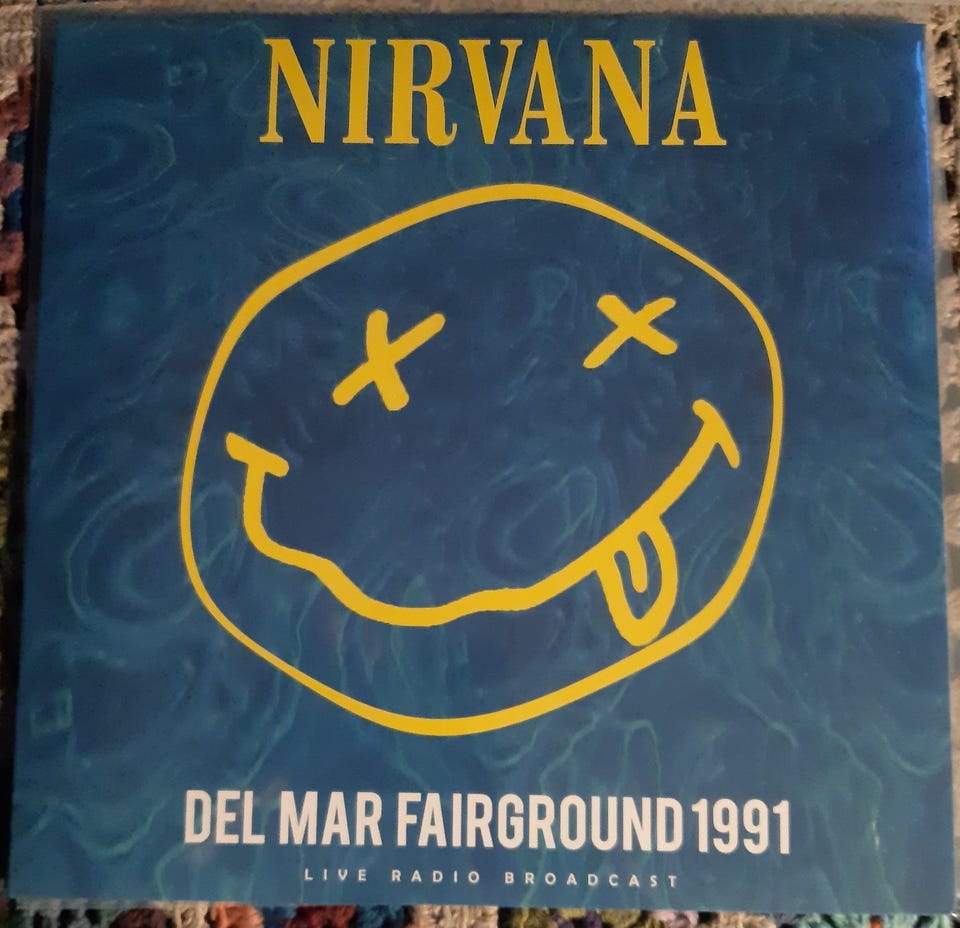 NIRVANA
DEL MAR FAIRGROUND 1991
LIVE RADIO BROADCAST